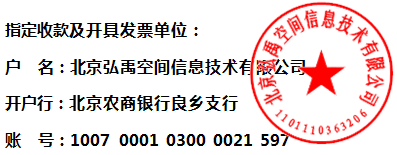 指定收款及开具发票单位：
户 名：北京弘禹空间信息技术有限公司
开户行：北京农商银行良乡支行
账 号：1007 0001 0300 0021 597
北京弘禹空间信息技术有限公司
1101110363206